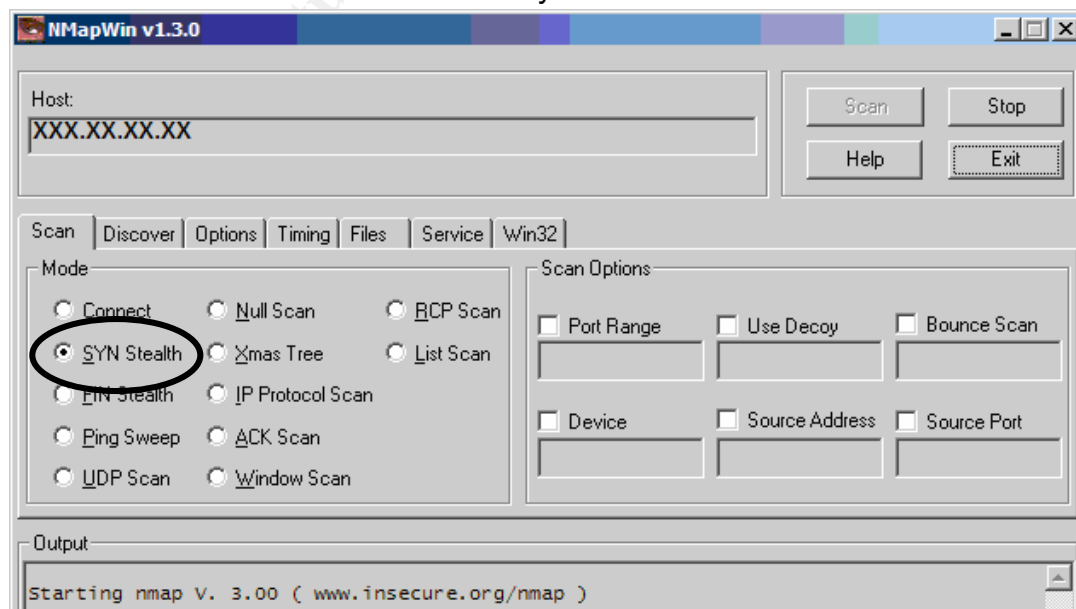 NMapWin v1.3.0
Host:
XXX.XX.XX.XX
Scan Stop
Help Exit
Scan Discover Options Timing Files Service Win32
Mode
Connect Null Scan RCP Scan
SYN Stealth Xmas Tree List Scan
FIN Stealth IP Protocol Scan
Ping Sweep ACK Scan
UDP Scan Window Scan
Scan Options
Port Range Use Decoy Bounce Scan
Device Source Address Source Port
Output
Starting nmap V. 3.00 ( www.insecure.org/nmap )